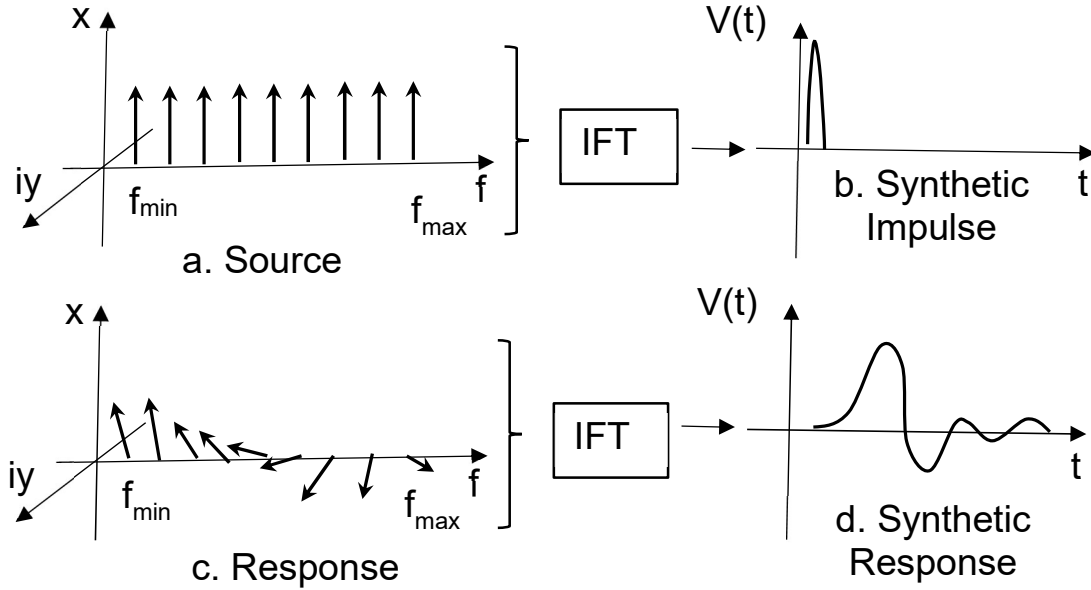 x
V(t)
IFT
iy
f
min
f
max
t
a. Source
b. Synthetic
Impulse
x
V(t)
IFT
iy
f
min
f
max
t
c. Response
d. Synthetic
Response